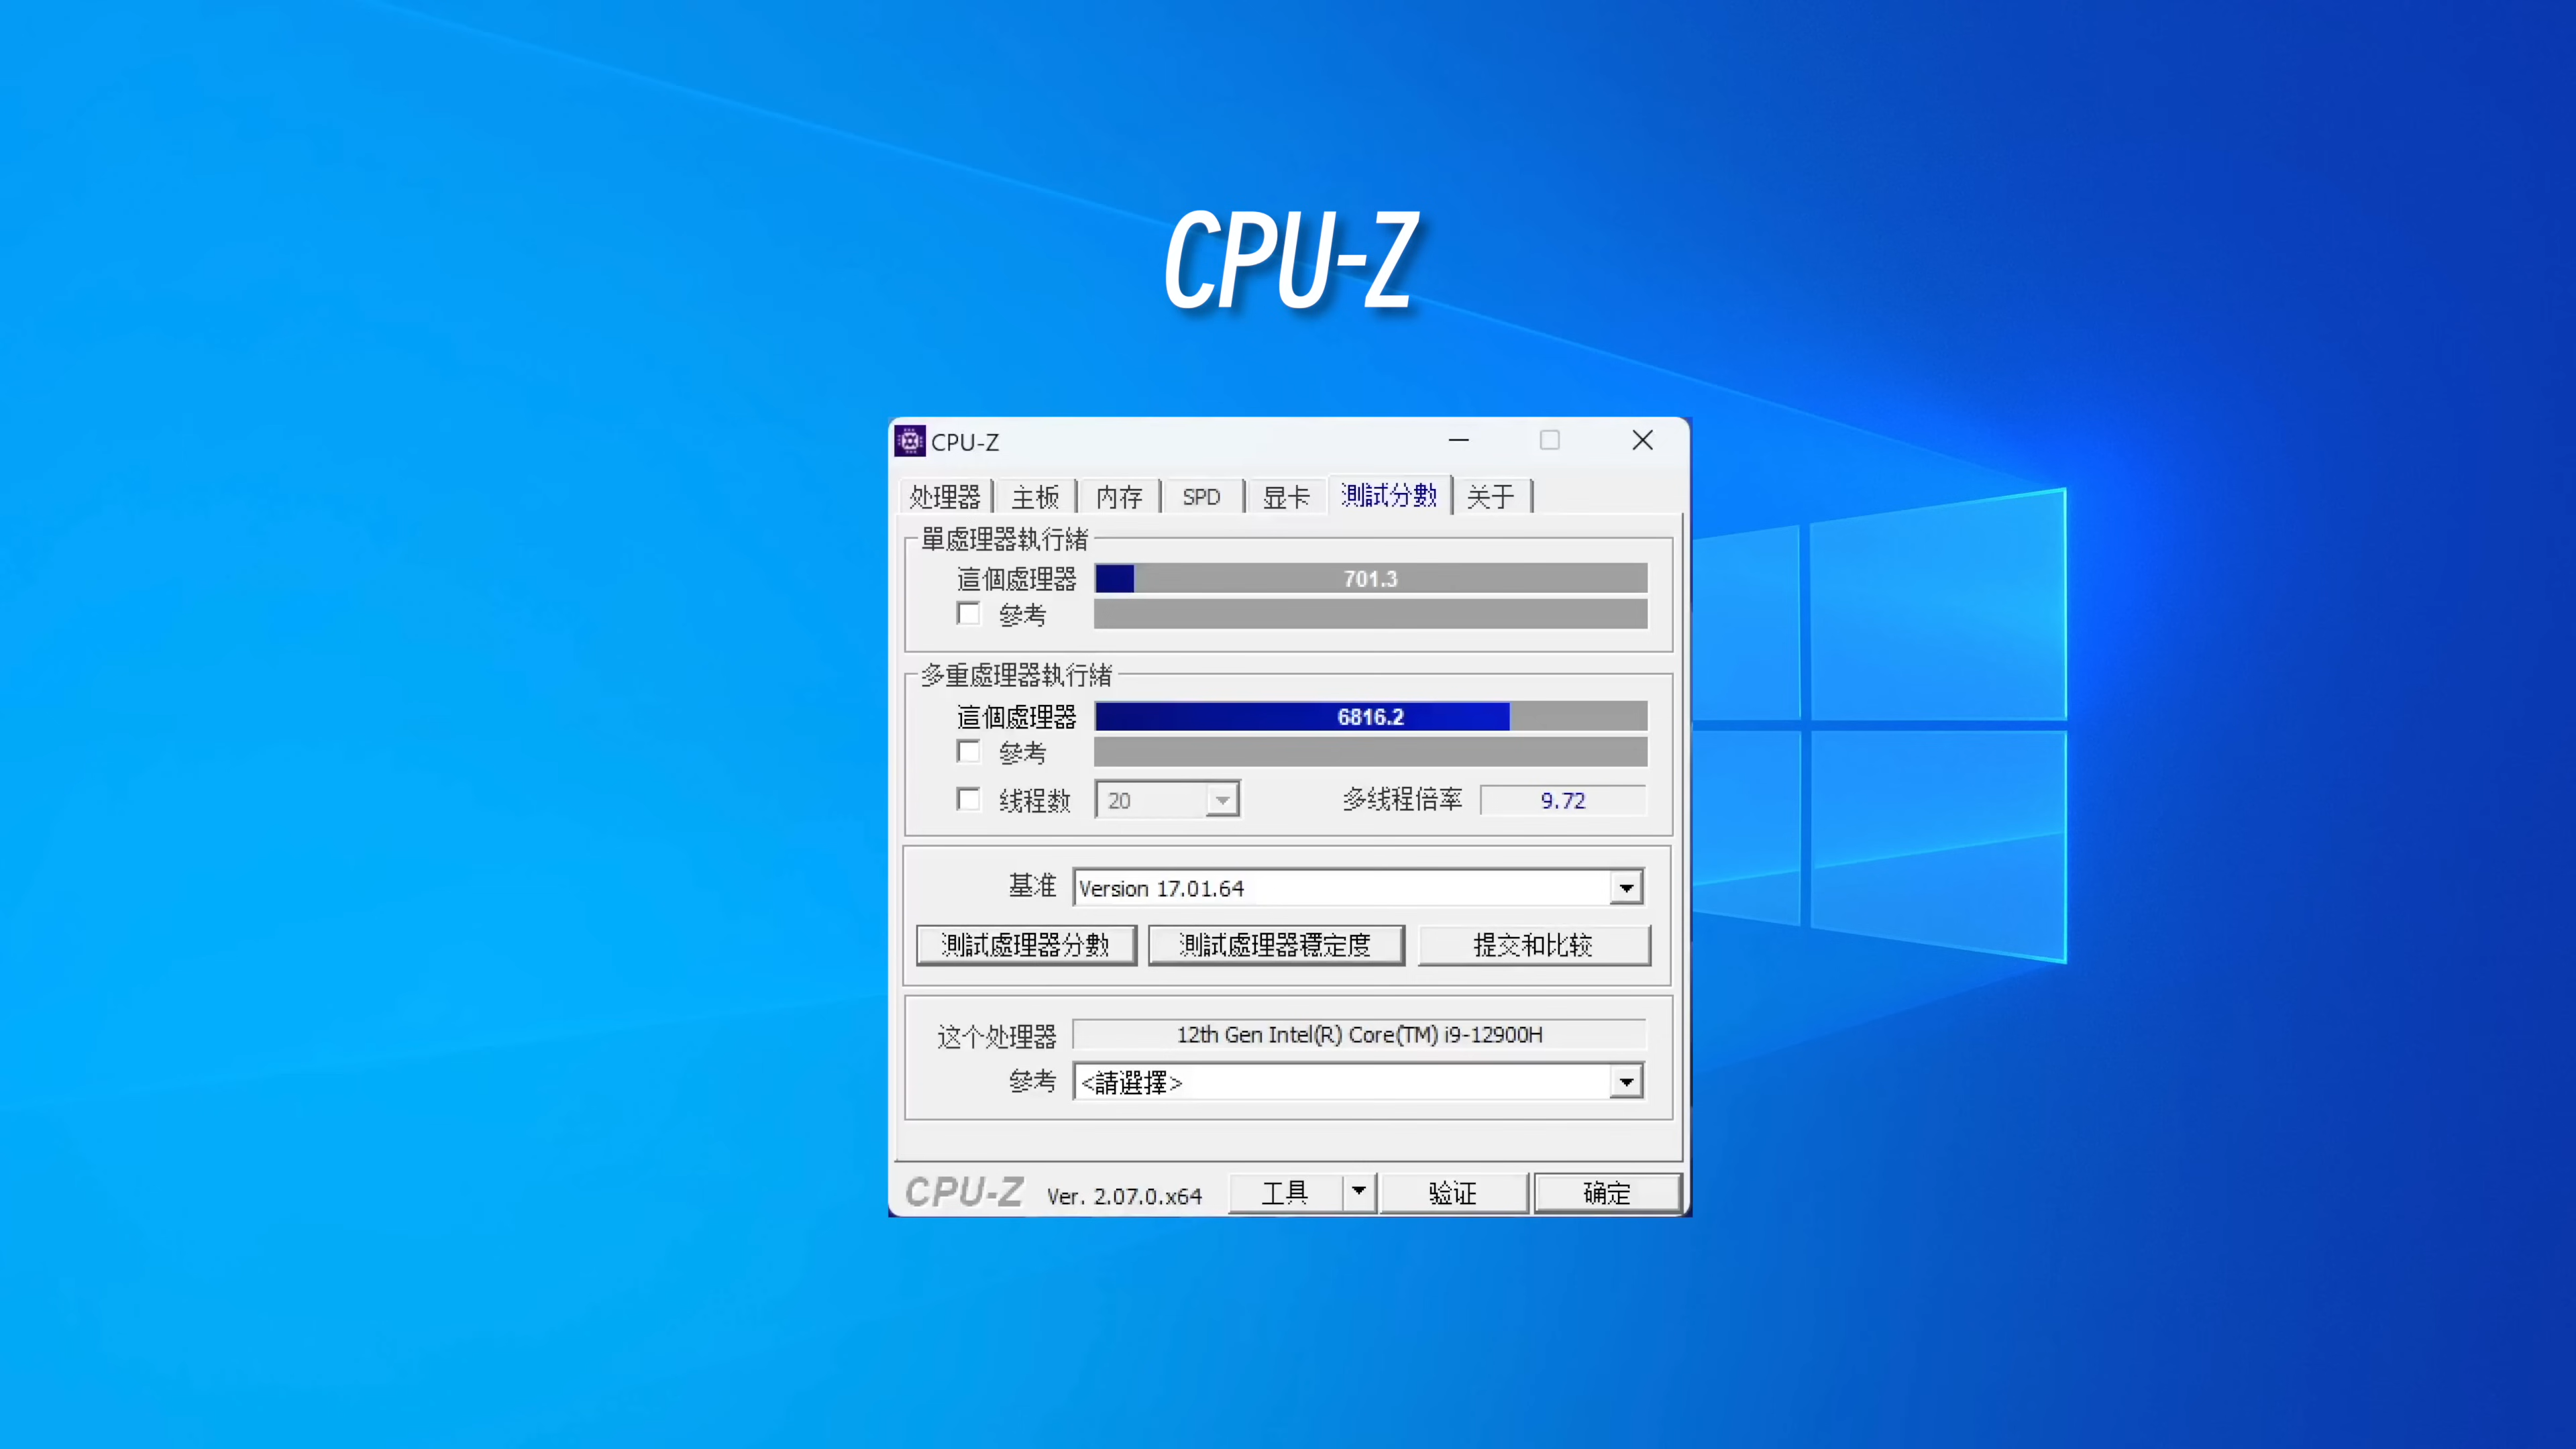 CPU-Z
CPU-Z
处理器 主板 内存 SPD 显卡 測試分數 关于
單處理器執行緒
這個處理器 701.3
參考
多重處理器執行緒
這個處理器 6816.2
參考
线程数 20 多线程倍率 9.72
基准 Version 17.01.64
測試處理器分數 測試處理器穩定度 提交和比较
这个处理器 12th Gen Intel(R) Core(TM) i9-12900H
參考 <請選擇>
CPU-Z Ver. 2.07.0.x64 工具 验证 确定